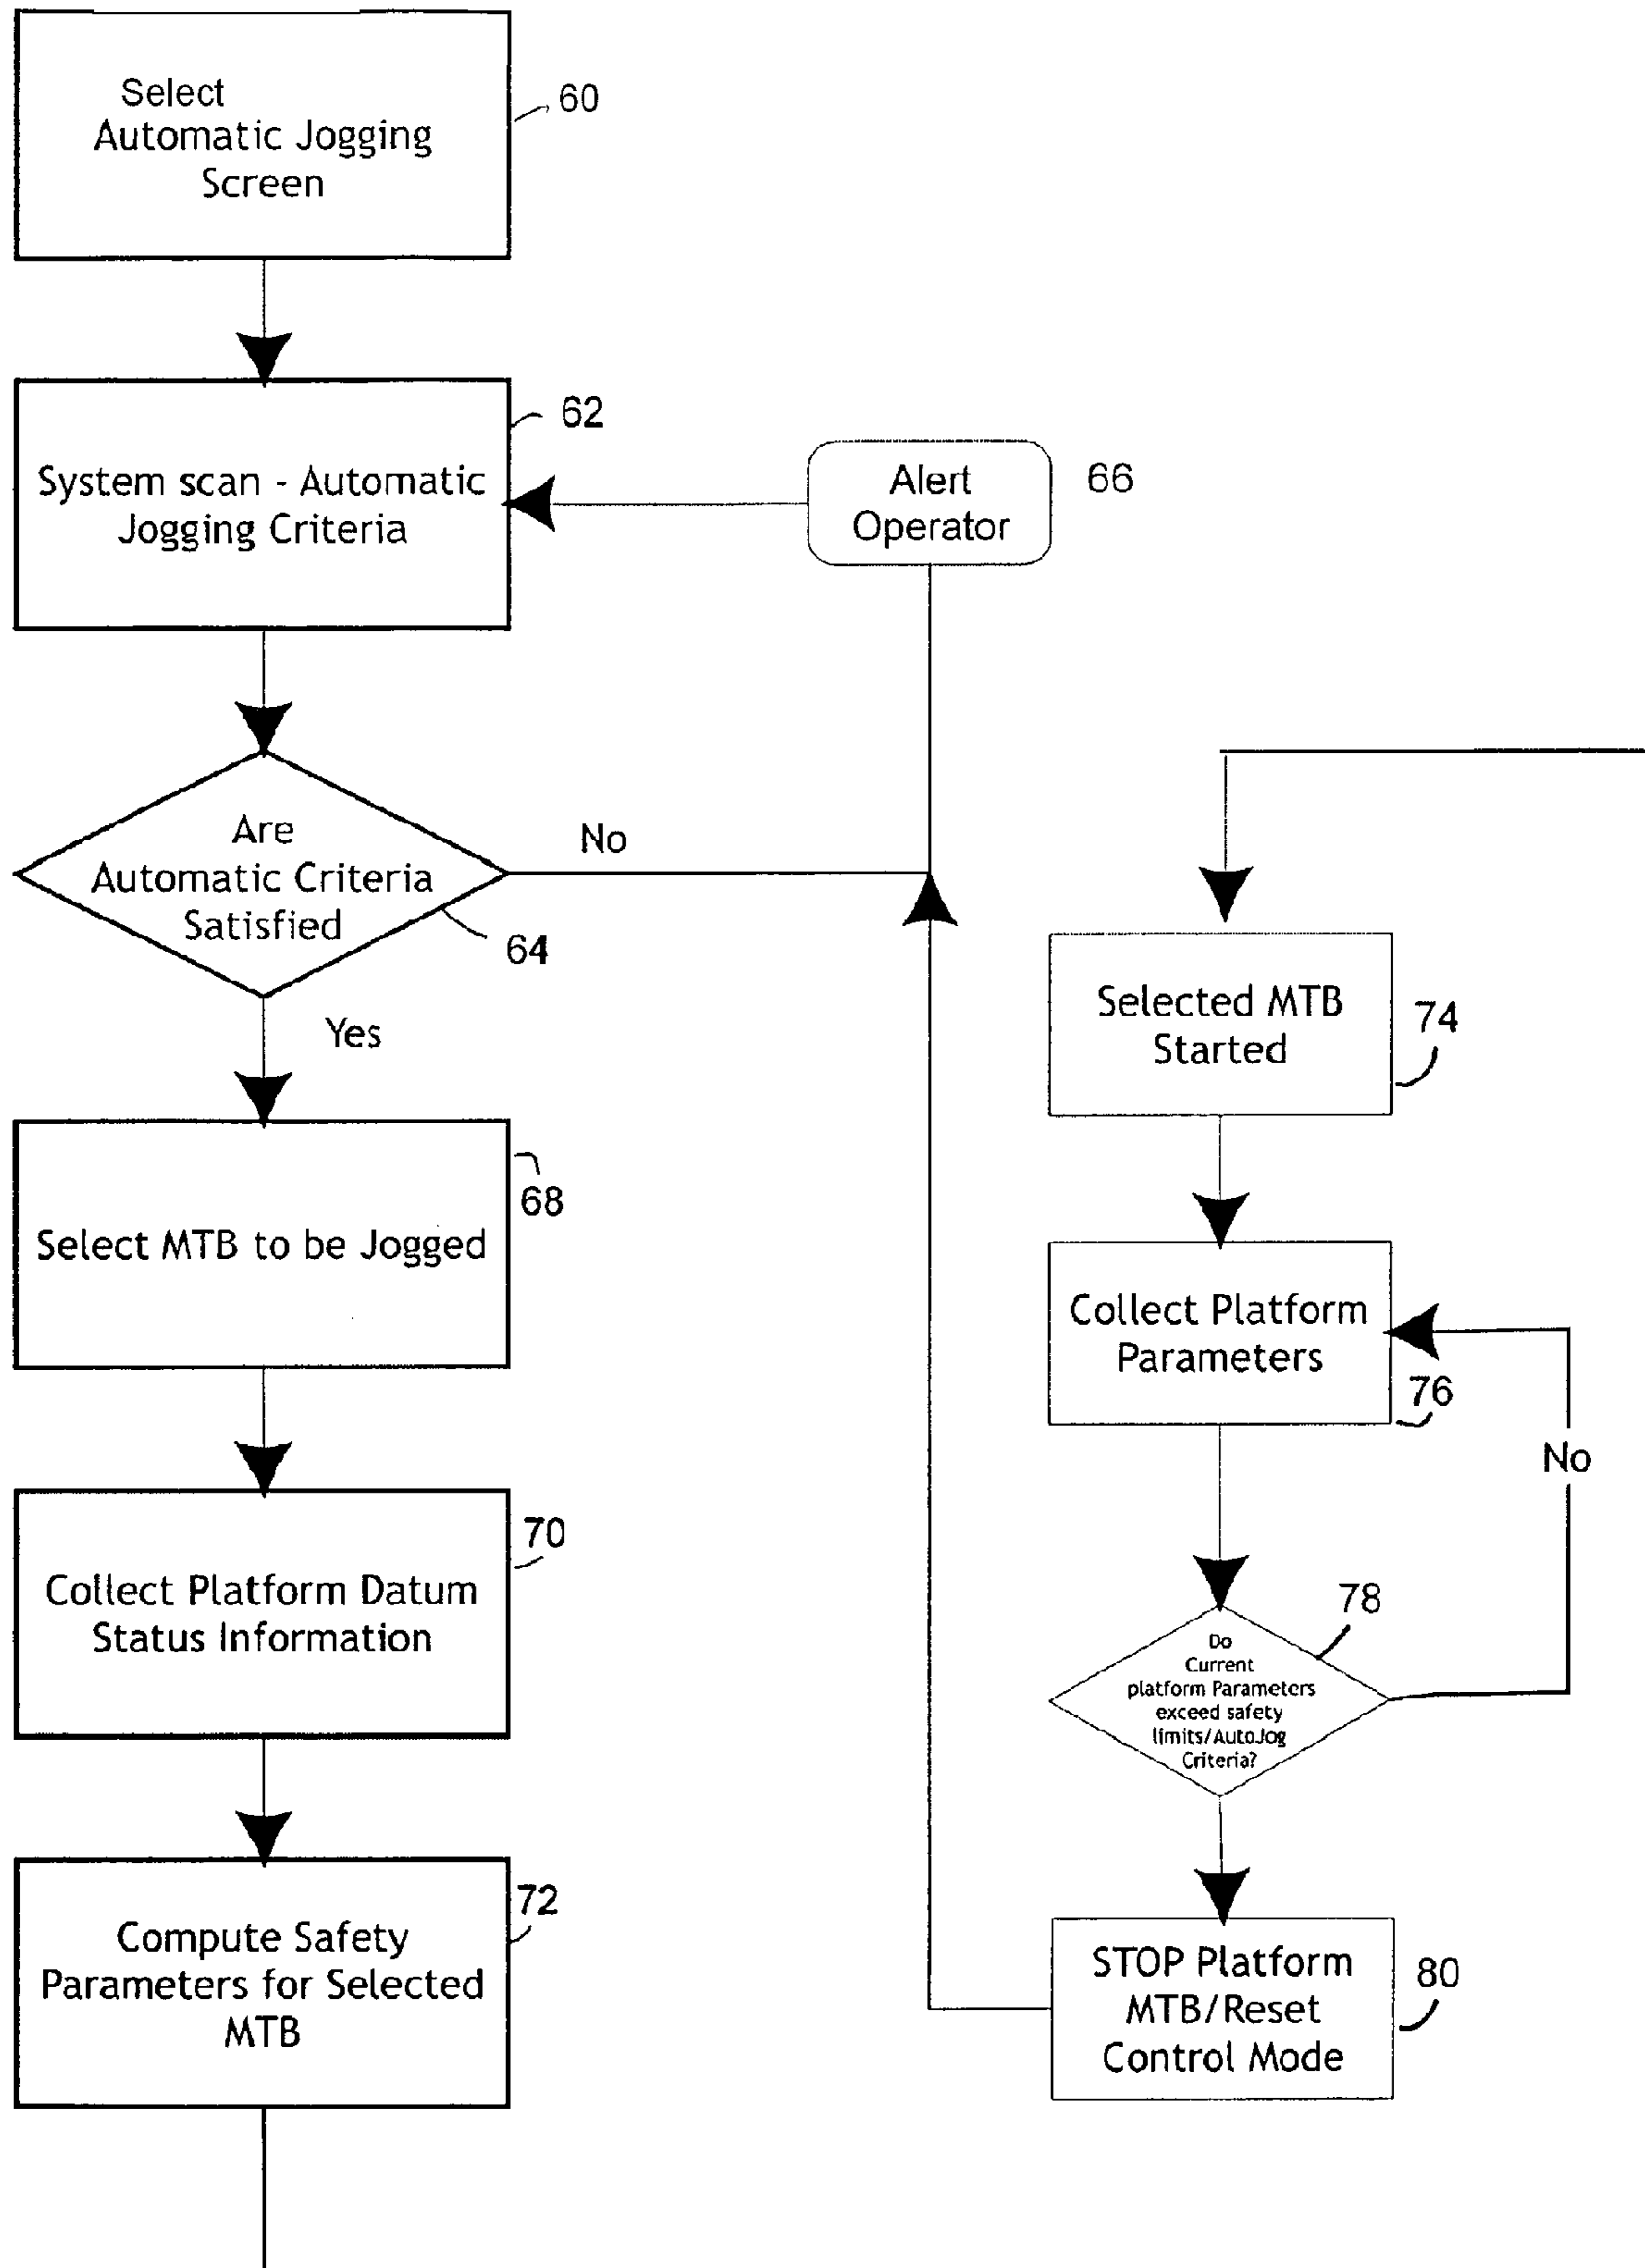 Select
Automatic Jogging
Screen
60
System scan - Automatic
Jogging Criteria
62
Alert
Operator
66
Are
Automatic Criteria
Satisfied
64
No
Yes
Select MTB to be Jogged
68
Collect Platform Datum
Status Information
70
Compute Safety
Parameters for Selected
MTB
72
Selected MTB
Started
74
Collect Platform
Parameters
76
No
Do
Current
platform Parameters
exceed safety
limits/AutoJog
Criteria?
78
STOP Platform
MTB/Reset
Control Mode
80